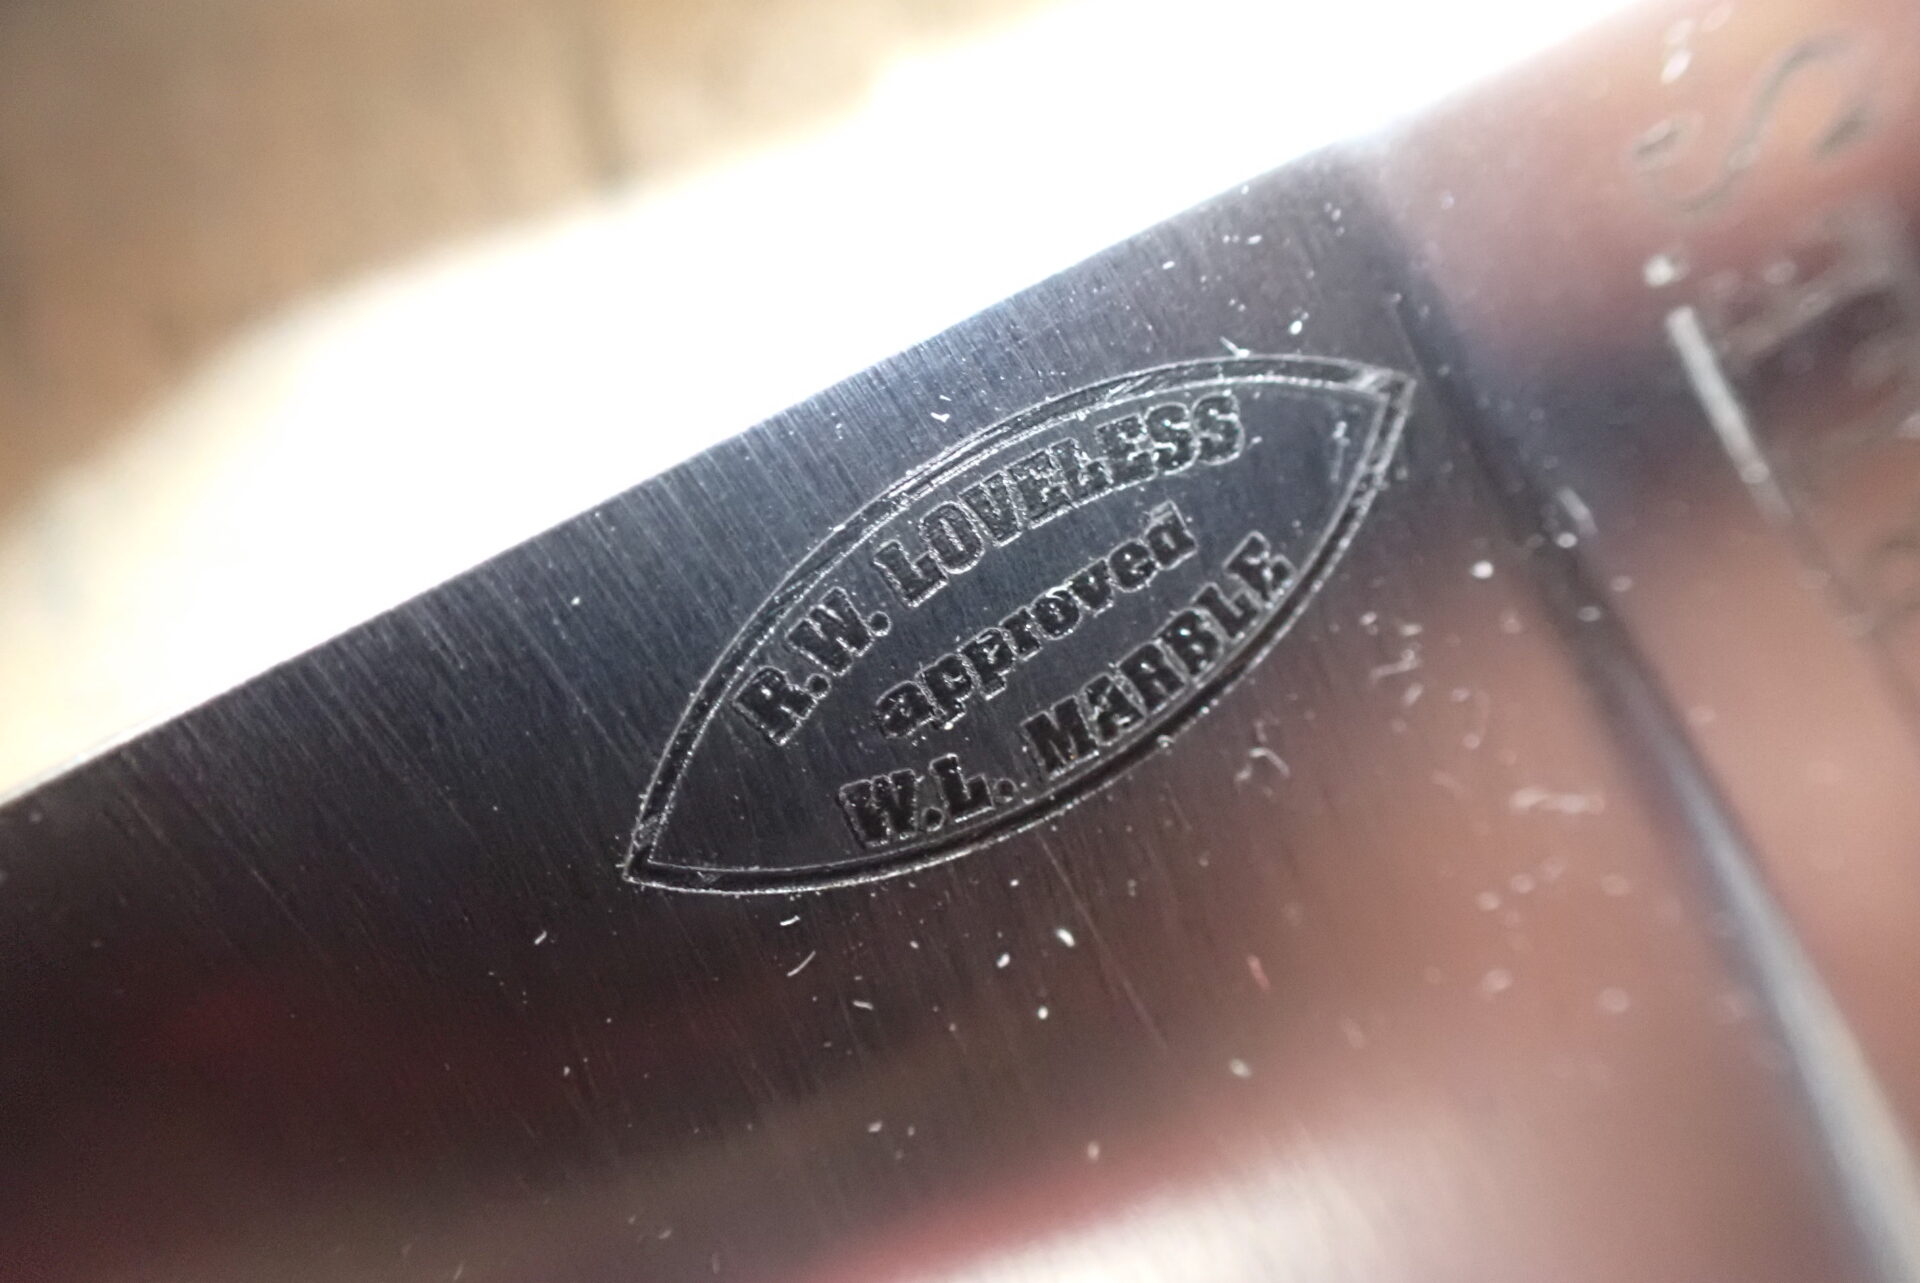 R.W. LOVELESS
approved
W.L. MARBLE